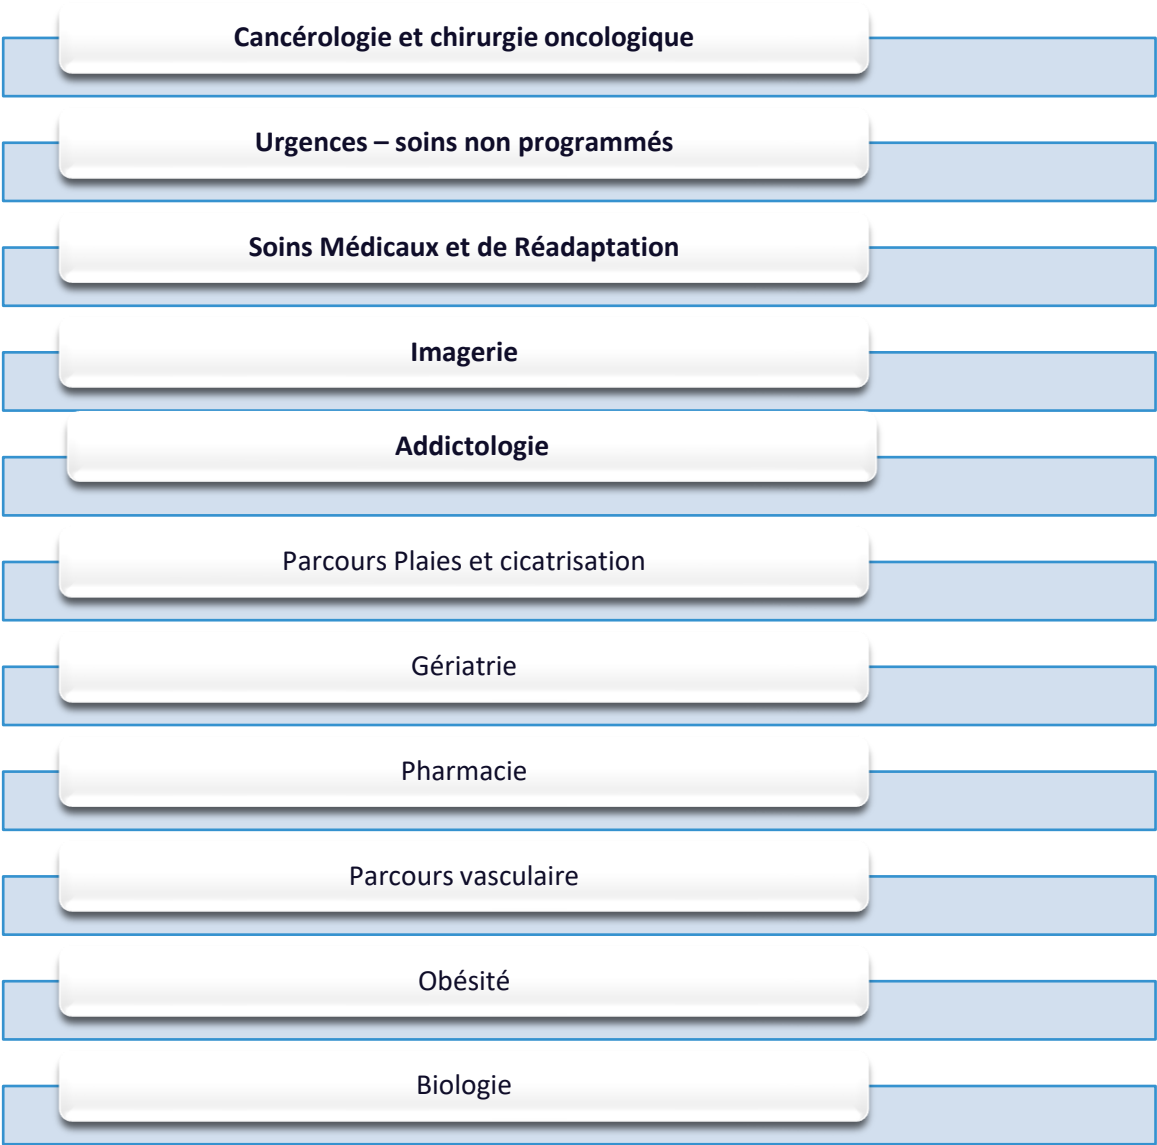 Cancérologie et chirurgie oncologique
Urgences – soins non programmés
Soins Médicaux et de Réadaptation
Imagerie
Addictologie
Parcours Plaies et cicatrisation
Gériatrie
Pharmacie
Parcours vasculaire
Obésité
Biologie